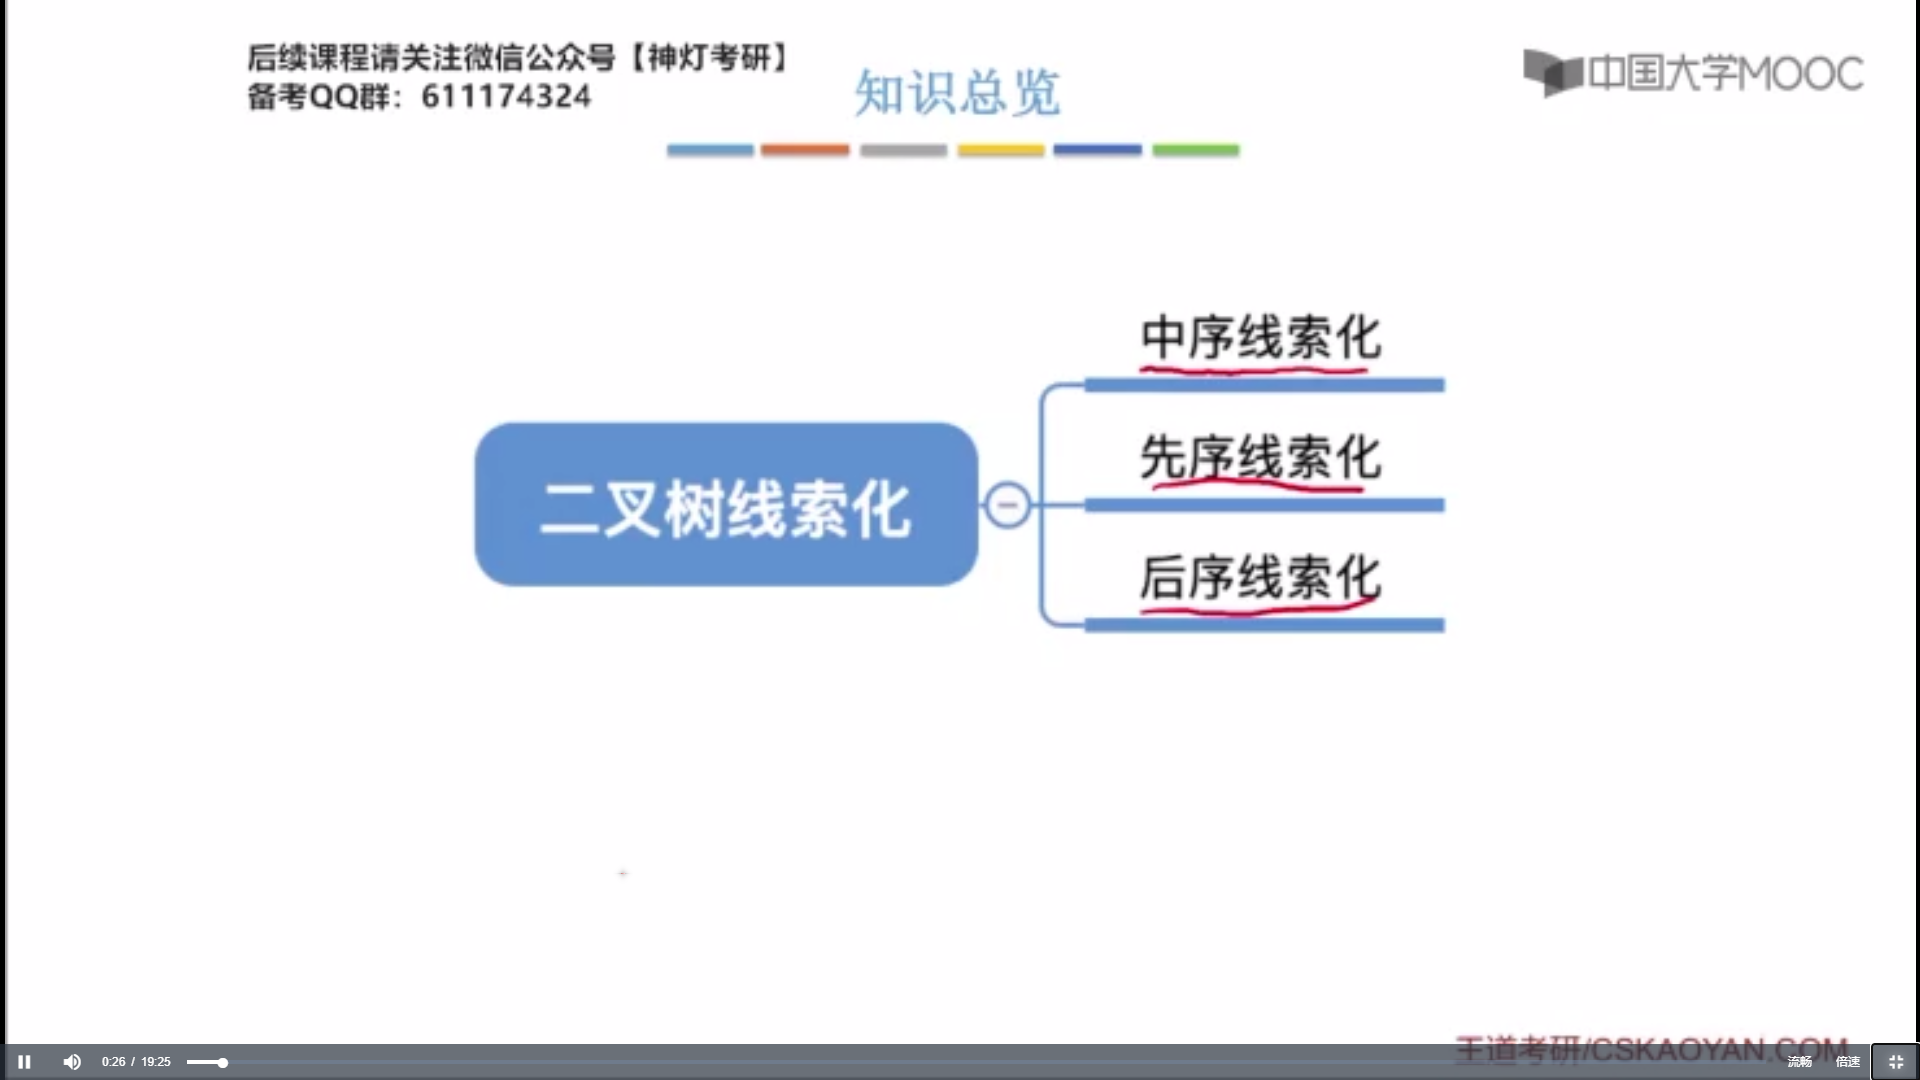 后续课程请关注微信公众号【神灯考研】
备考QQ群：611174324
知识总览
中国大学MOOC
中序线索化
先序线索化
二叉树线索化
后序线索化
王道考研/CSKAOYAN.COM
0:26 / 19:25
流畅
倍速